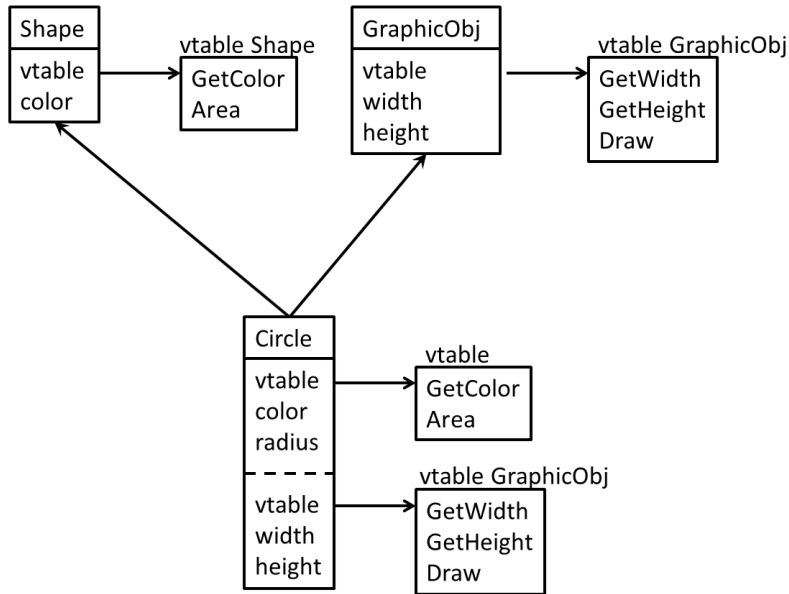 Shape
vtable
color
vtable Shape
GetColor
Area
GraphicObj
vtable
width
height
vtable GraphicObj
GetWidth
GetHeight
Draw
Circle
vtable
color
radius
vtable
width
height
vtable
GetColor
Area
vtable GraphicObj
GetWidth
GetHeight
Draw